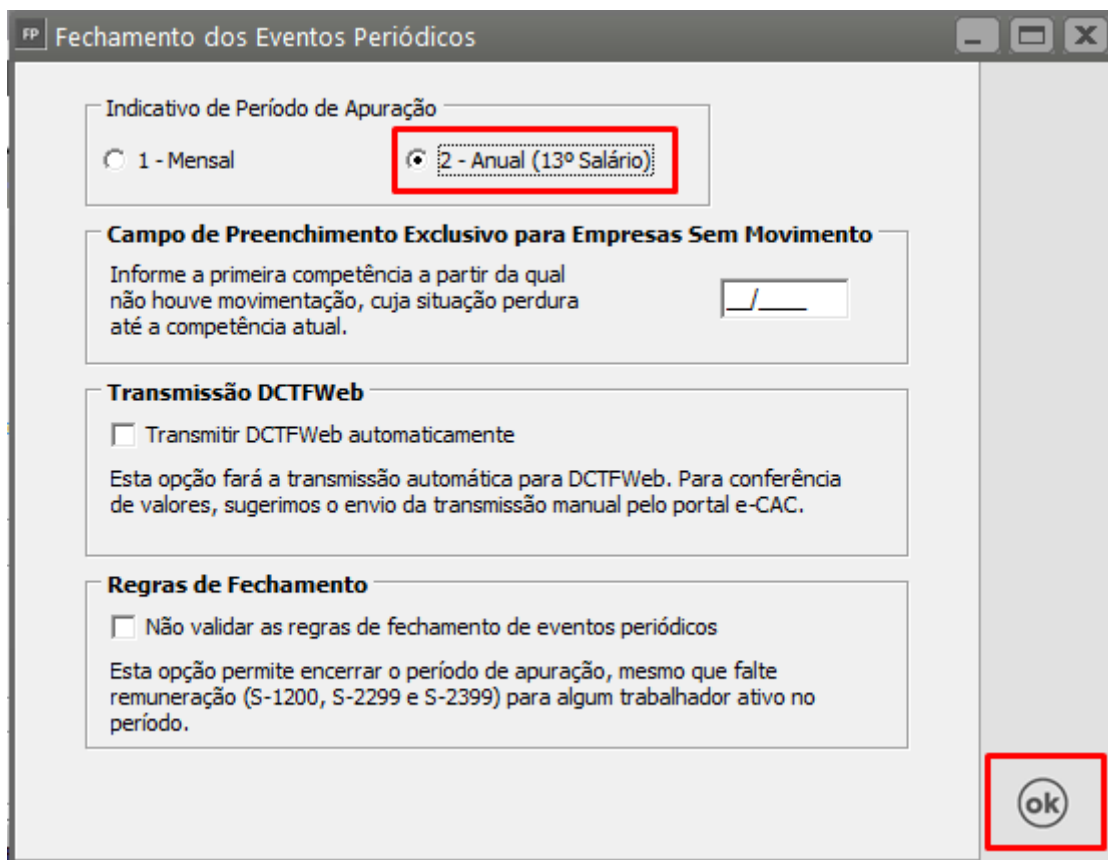 FP Fechamento dos Eventos Periódicos
Indicativo de Período de Apuração
1 - Mensal
2 - Anual (13º Salário)
Campo de Preenchimento Exclusivo para Empresas Sem Movimento
Informe a primeira competência a partir da qual
não houve movimentação, cuja situação perdura
até a competência atual.
__/____
Transmissão DCTFWeb
Transmitir DCTFWeb automaticamente
Esta opção fará a transmissão automática para DCTFWeb. Para conferência
de valores, sugerimos o envio da transmissão manual pelo portal e-CAC.
Regras de Fechamento
Não validar as regras de fechamento de eventos periódicos
Esta opção permite encerrar o período de apuração, mesmo que falte
remuneração (S-1200, S-2299 e S-2399) para algum trabalhador ativo no
período.
ok